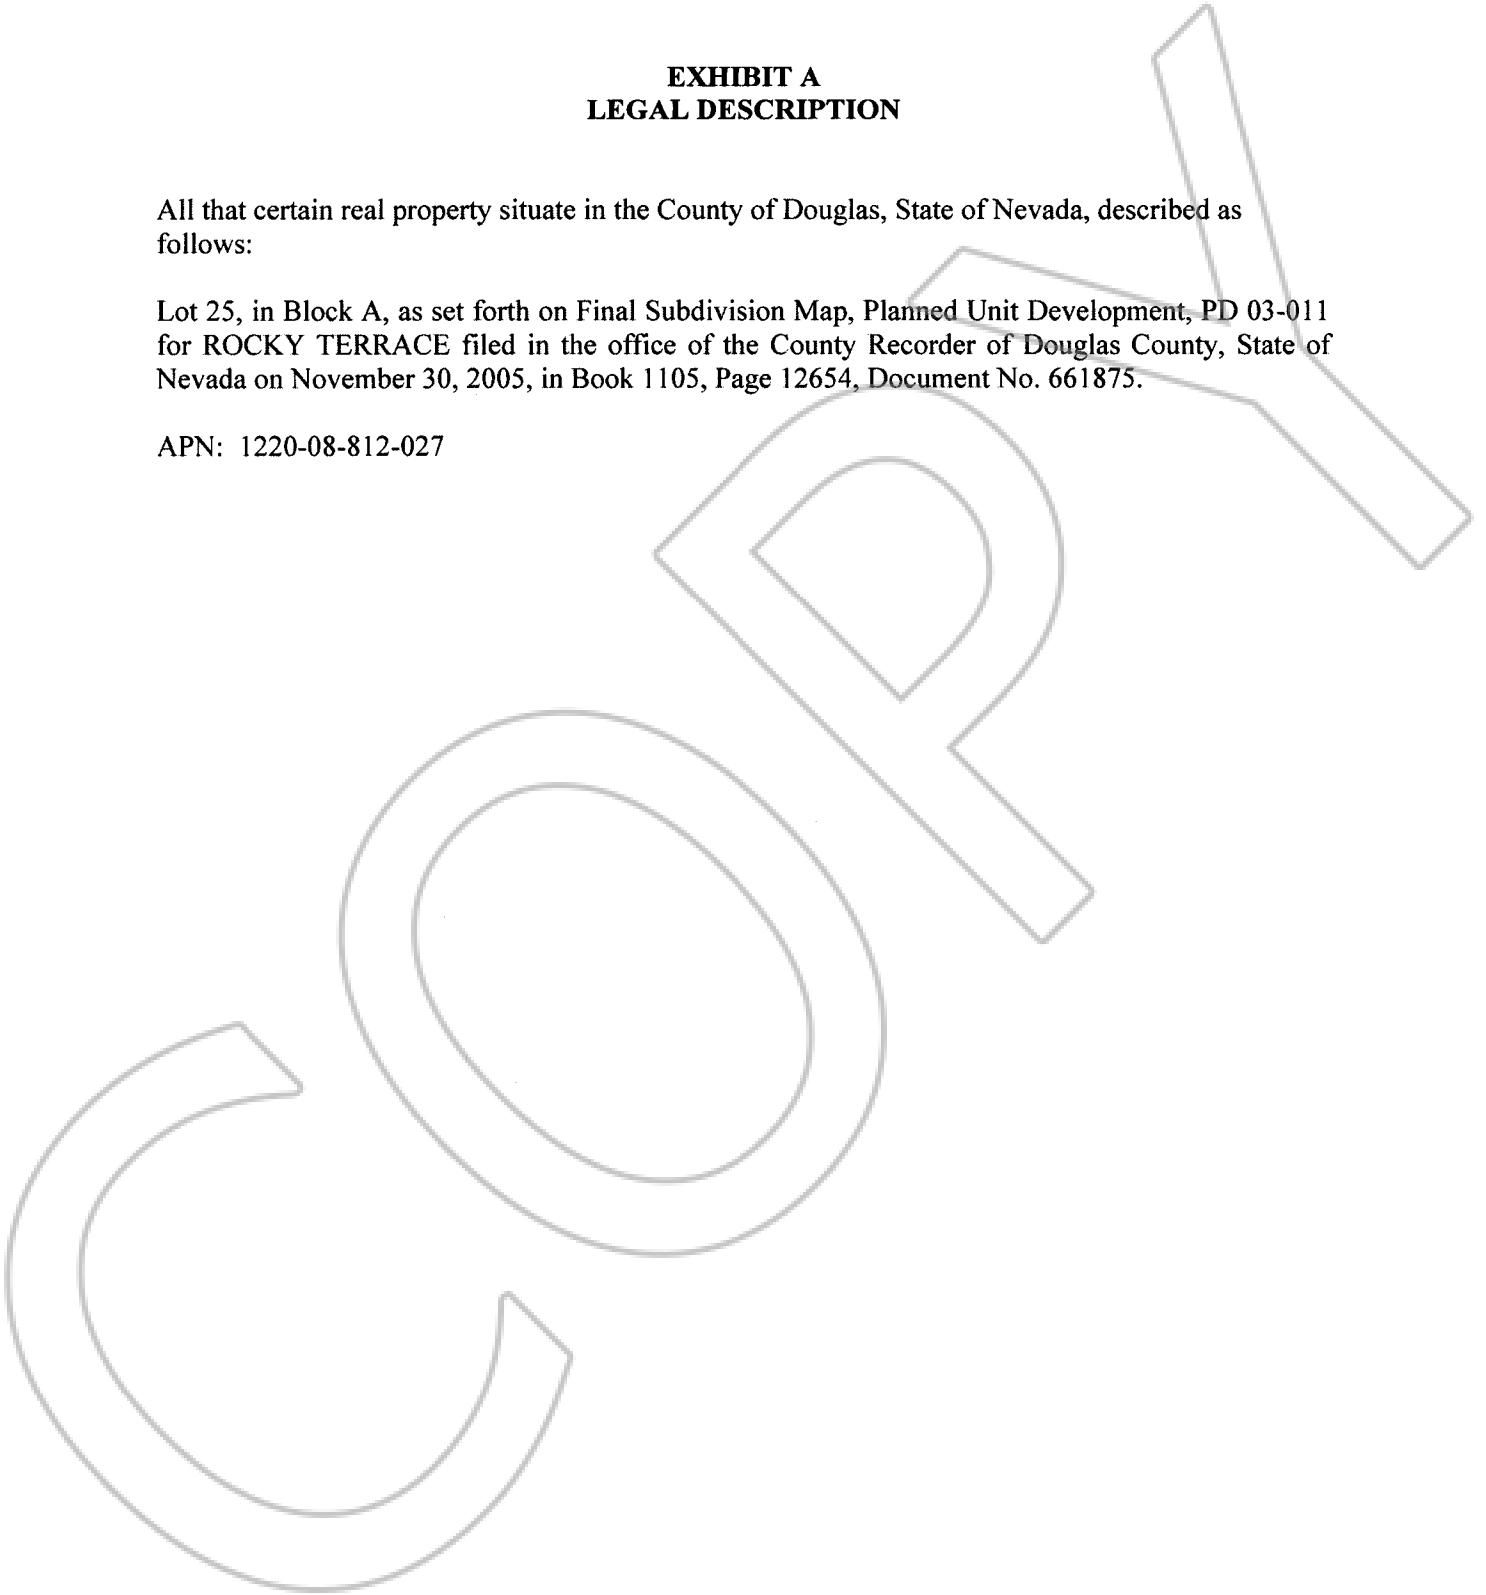 EXHIBIT A
LEGAL DESCRIPTION
All that certain real property situate in the County of Douglas, State of Nevada, described as
follows:
Lot 25, in Block A, as set forth on Final Subdivision Map, Planned Unit Development, PD 03-011
for ROCKY TERRACE filed in the office of the County Recorder of Douglas County, State of
Nevada on November 30, 2005, in Book 1105, Page 12654, Document No. 661875.
APN: 1220-08-812-027
COPY